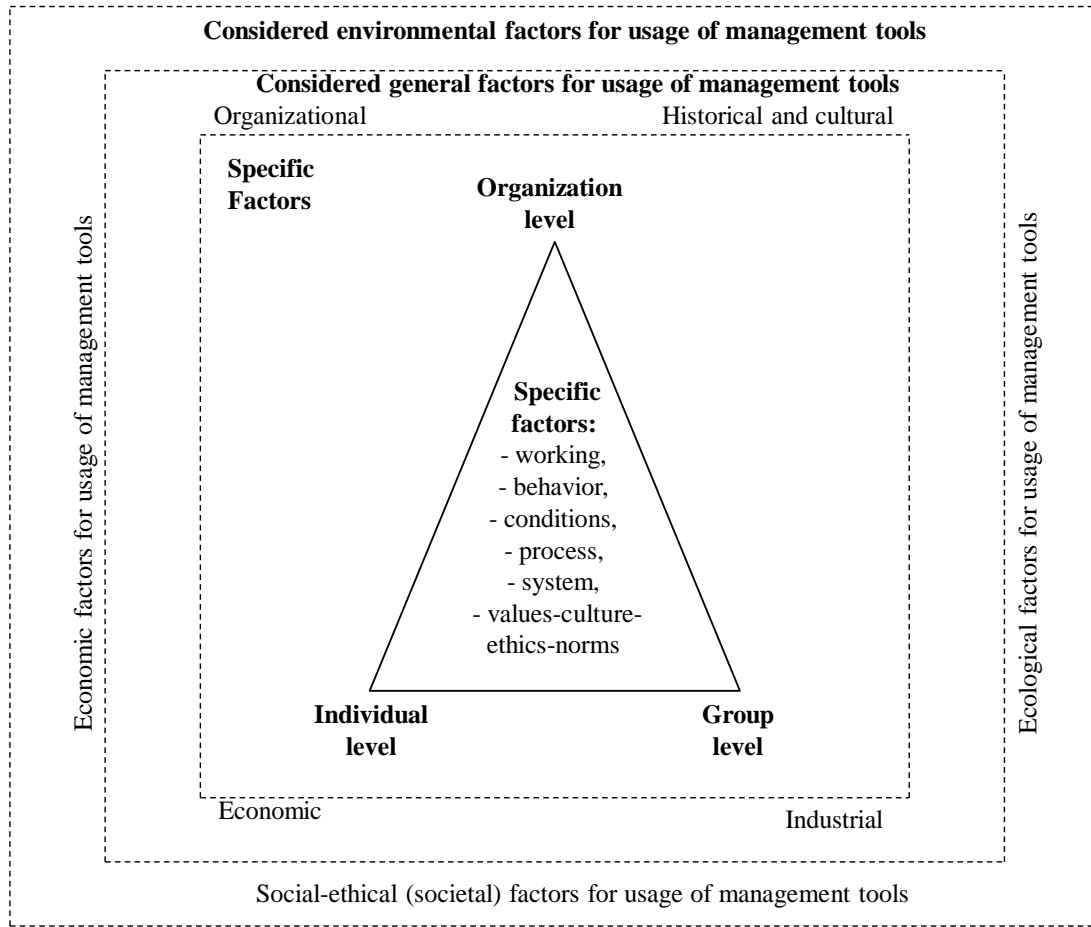 Considered environmental factors for usage of management tools
Considered general factors for usage of management tools
Organizational
Historical and cultural
Specific
Factors
Organization
level
Economic factors for usage of management tools
Ecological factors for usage of management tools
Specific
factors:
- working,
- behavior,
- conditions,
- process,
- system,
- values-culture-
ethics-norms
Individual
level
Group
level
Economic
Industrial
Social-ethical (societal) factors for usage of management tools